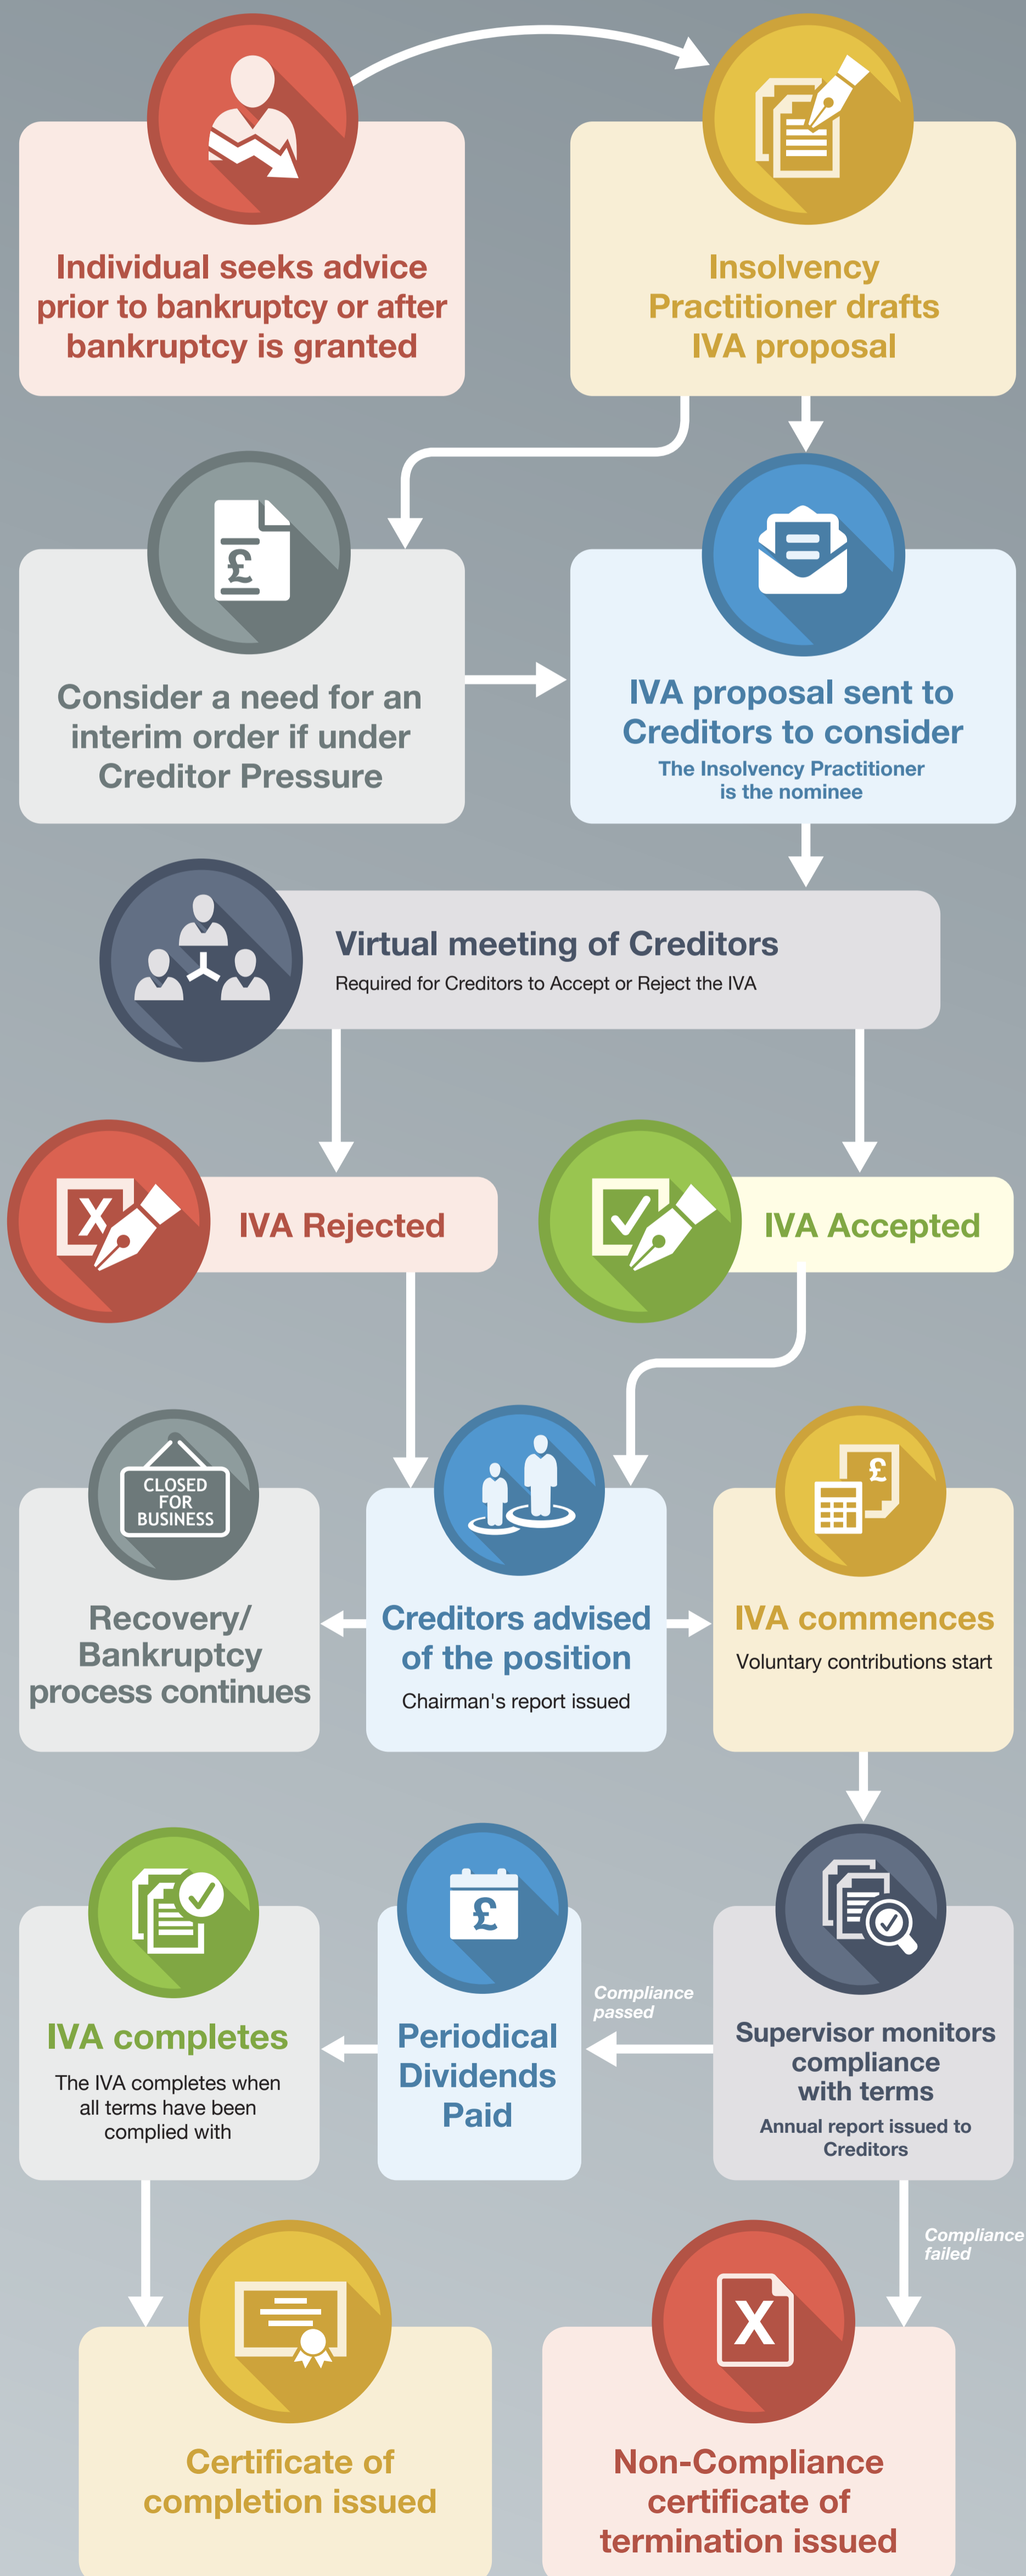 Individual seeks advice
prior to bankruptcy or after
bankruptcy is granted
Insolvency
Practitioner drafts
IVA proposal
£
Consider a need for an
interim order if under
Creditor Pressure
IVA proposal sent to
Creditors to consider
The Insolvency Practitioner
is the nominee
Virtual meeting of Creditors
Required for Creditors to Accept or Reject the IVA
X
IVA Rejected
IVA Accepted
CLOSED
FOR
BUSINESS
Recovery/
Bankruptcy
process continues
Creditors advised
of the position
Chairman's report issued
£
IVA commences
Voluntary contributions start
IVA completes
The IVA completes when
all terms have been
complied with
£
Periodical
Dividends
Paid
Compliance
passed
Supervisor monitors
compliance
with terms
Annual report issued to
Creditors
Compliance
failed
Certificate of
completion issued
X
Non-Compliance
certificate of
termination issued